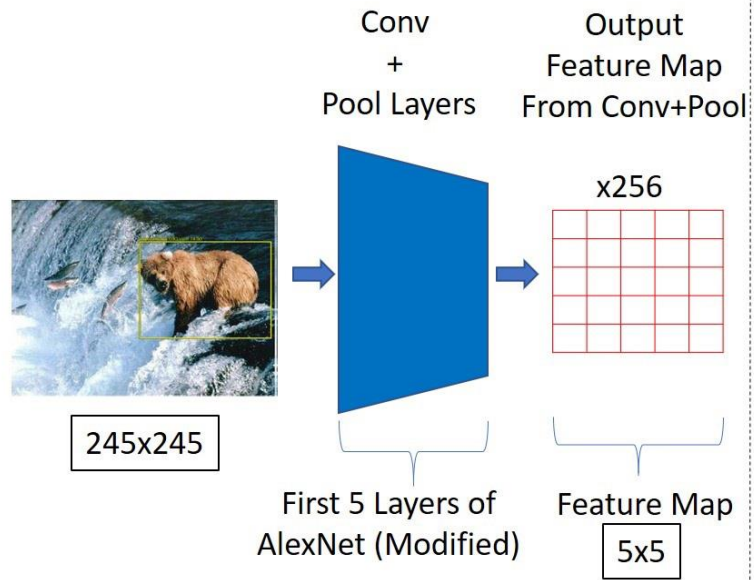 Conv
+
Pool Layers
Output
Feature Map
From Conv+Pool
x256
245x245
First 5 Layers of
AlexNet (Modified)
Feature Map
5x5